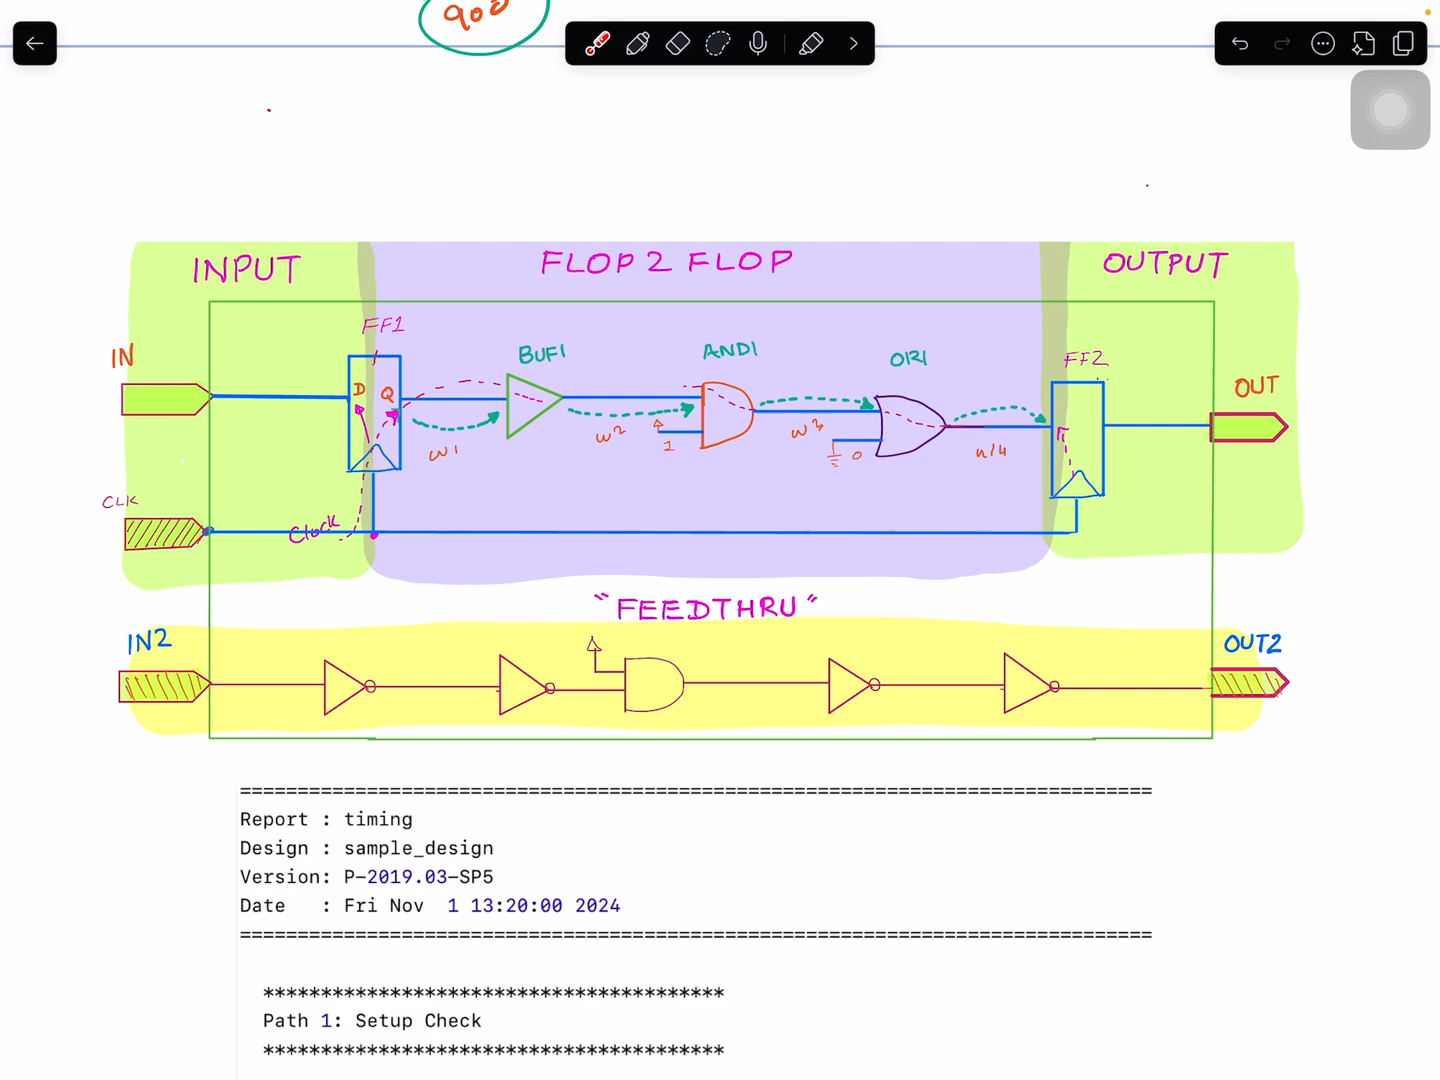 900
INPUT
FLOP 2 FLOP
OUTPUT
FF1
IN
BUF1
AND1
OR1
FF2
OUT
D Q
W1
W2
1
W3
0
n/4
CLK
Clock
"FEEDTHRU"
IN2
OUT2
================================================================================
Report : timing
Design : sample_design
Version: P-2019.03-SP5
Date   : Fri Nov  1 13:20:00 2024
================================================================================
****************************************
Path 1: Setup Check
****************************************